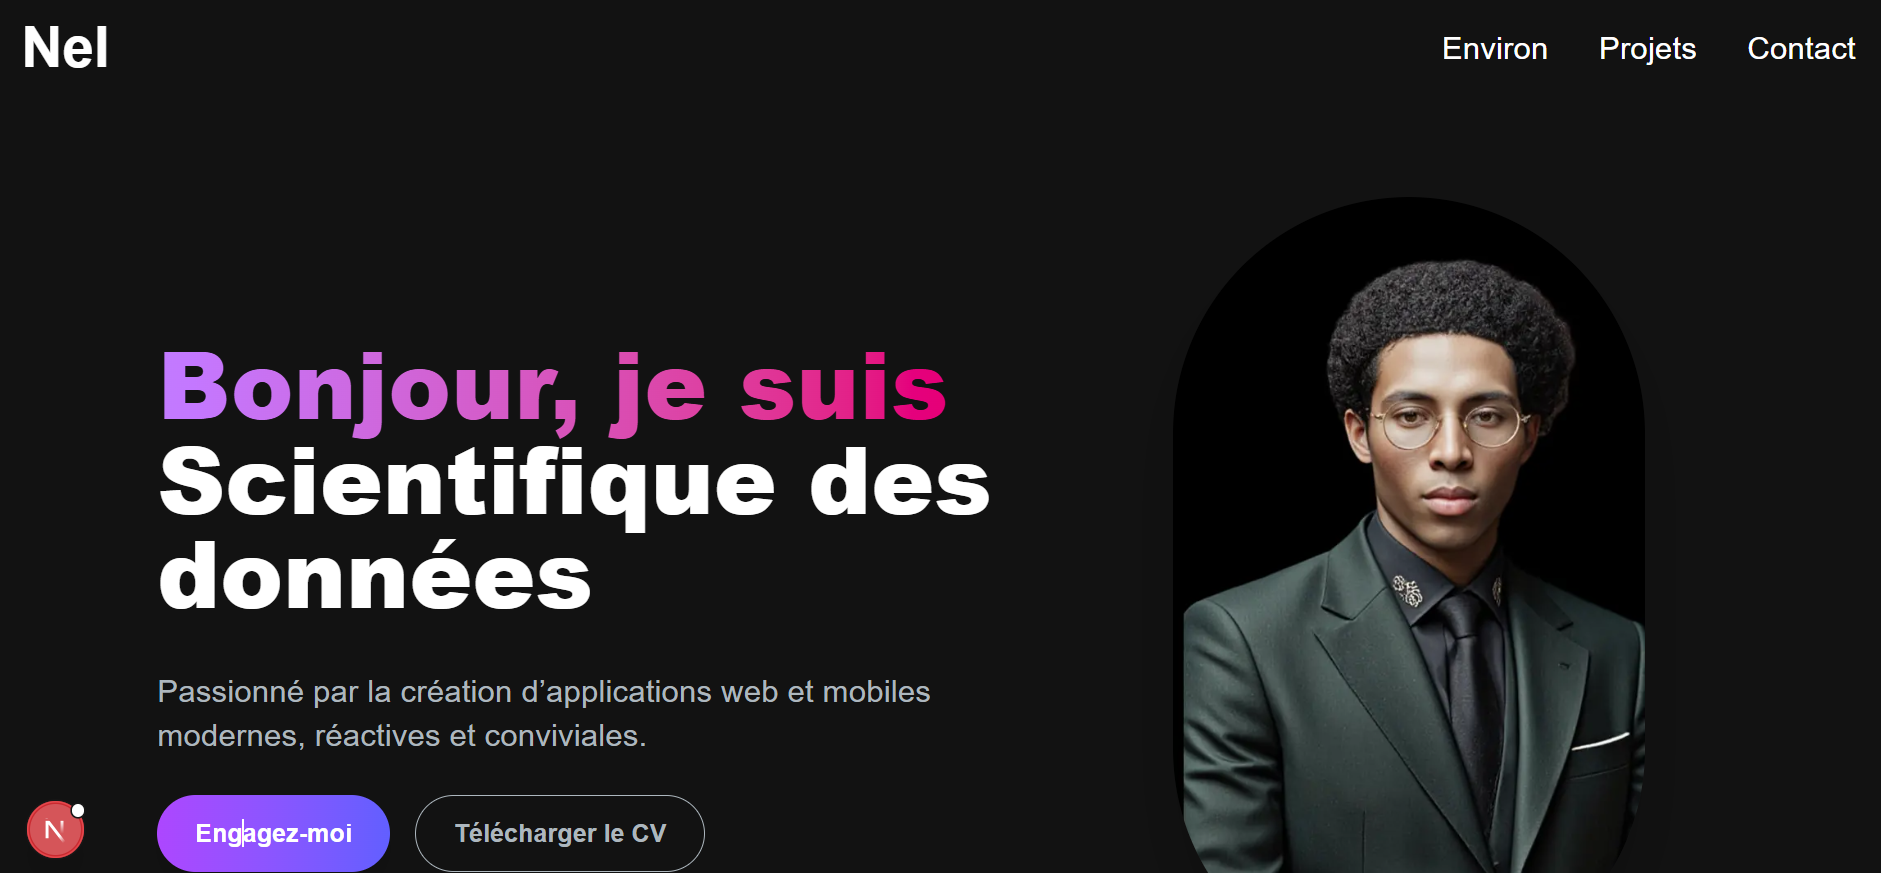 Nel
Environ Projets Contact
Bonjour, je suis
Scientifique des
données
Passionné par la création d’applications web et mobiles
modernes, réactives et conviviales.
N
Engagez-moi
Télécharger le CV